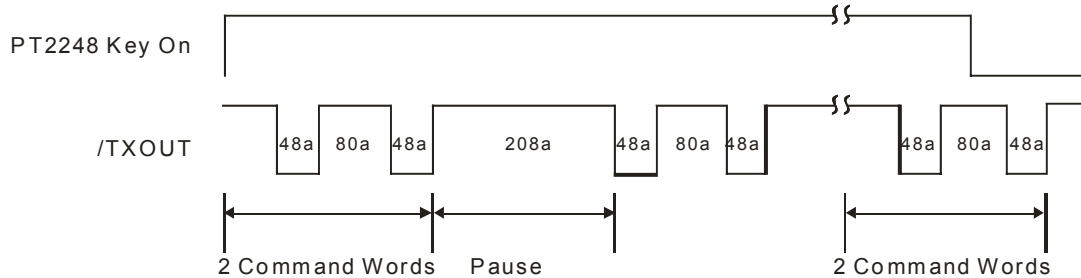 PT2248 Key On
/TXOUT
48a 80a 48a 208a 48a 80a 48a 48a 80a 48a
2 Command Words Pause 2 Command Words